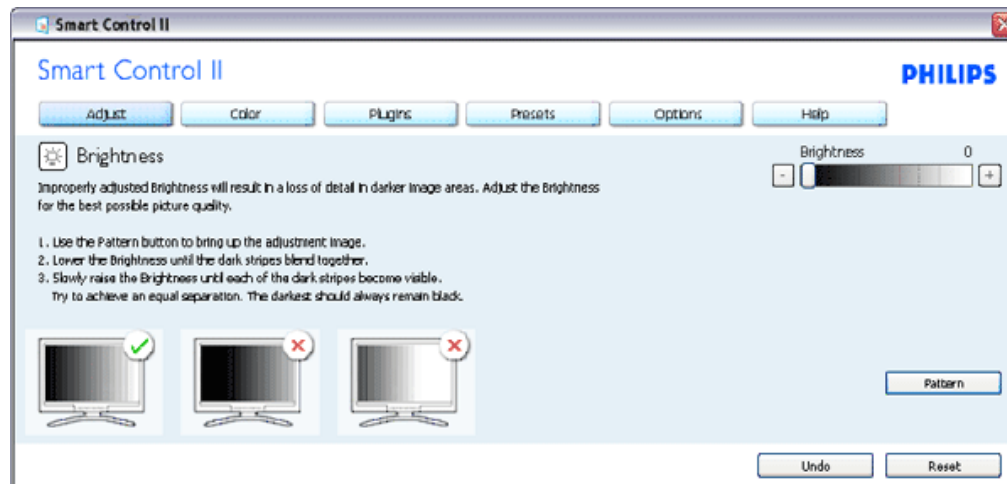 Smart Control II
Smart Control II
PHILIPS
Adjust Color Plugins Presets Options Help
Brightness
Brightness 0
Improperly adjusted Brightness will result in a loss of detail in darker image areas. Adjust the Brightness
for the best possible picture quality.
- +
1. Use the Pattern button to bring up the adjustment image.
2. Lower the Brightness until the dark stripes blend together.
3. Slowly raise the Brightness until each of the dark stripes become visible.
Try to achieve an equal separation. The darkest should always remain black.
Pattern
Undo Reset